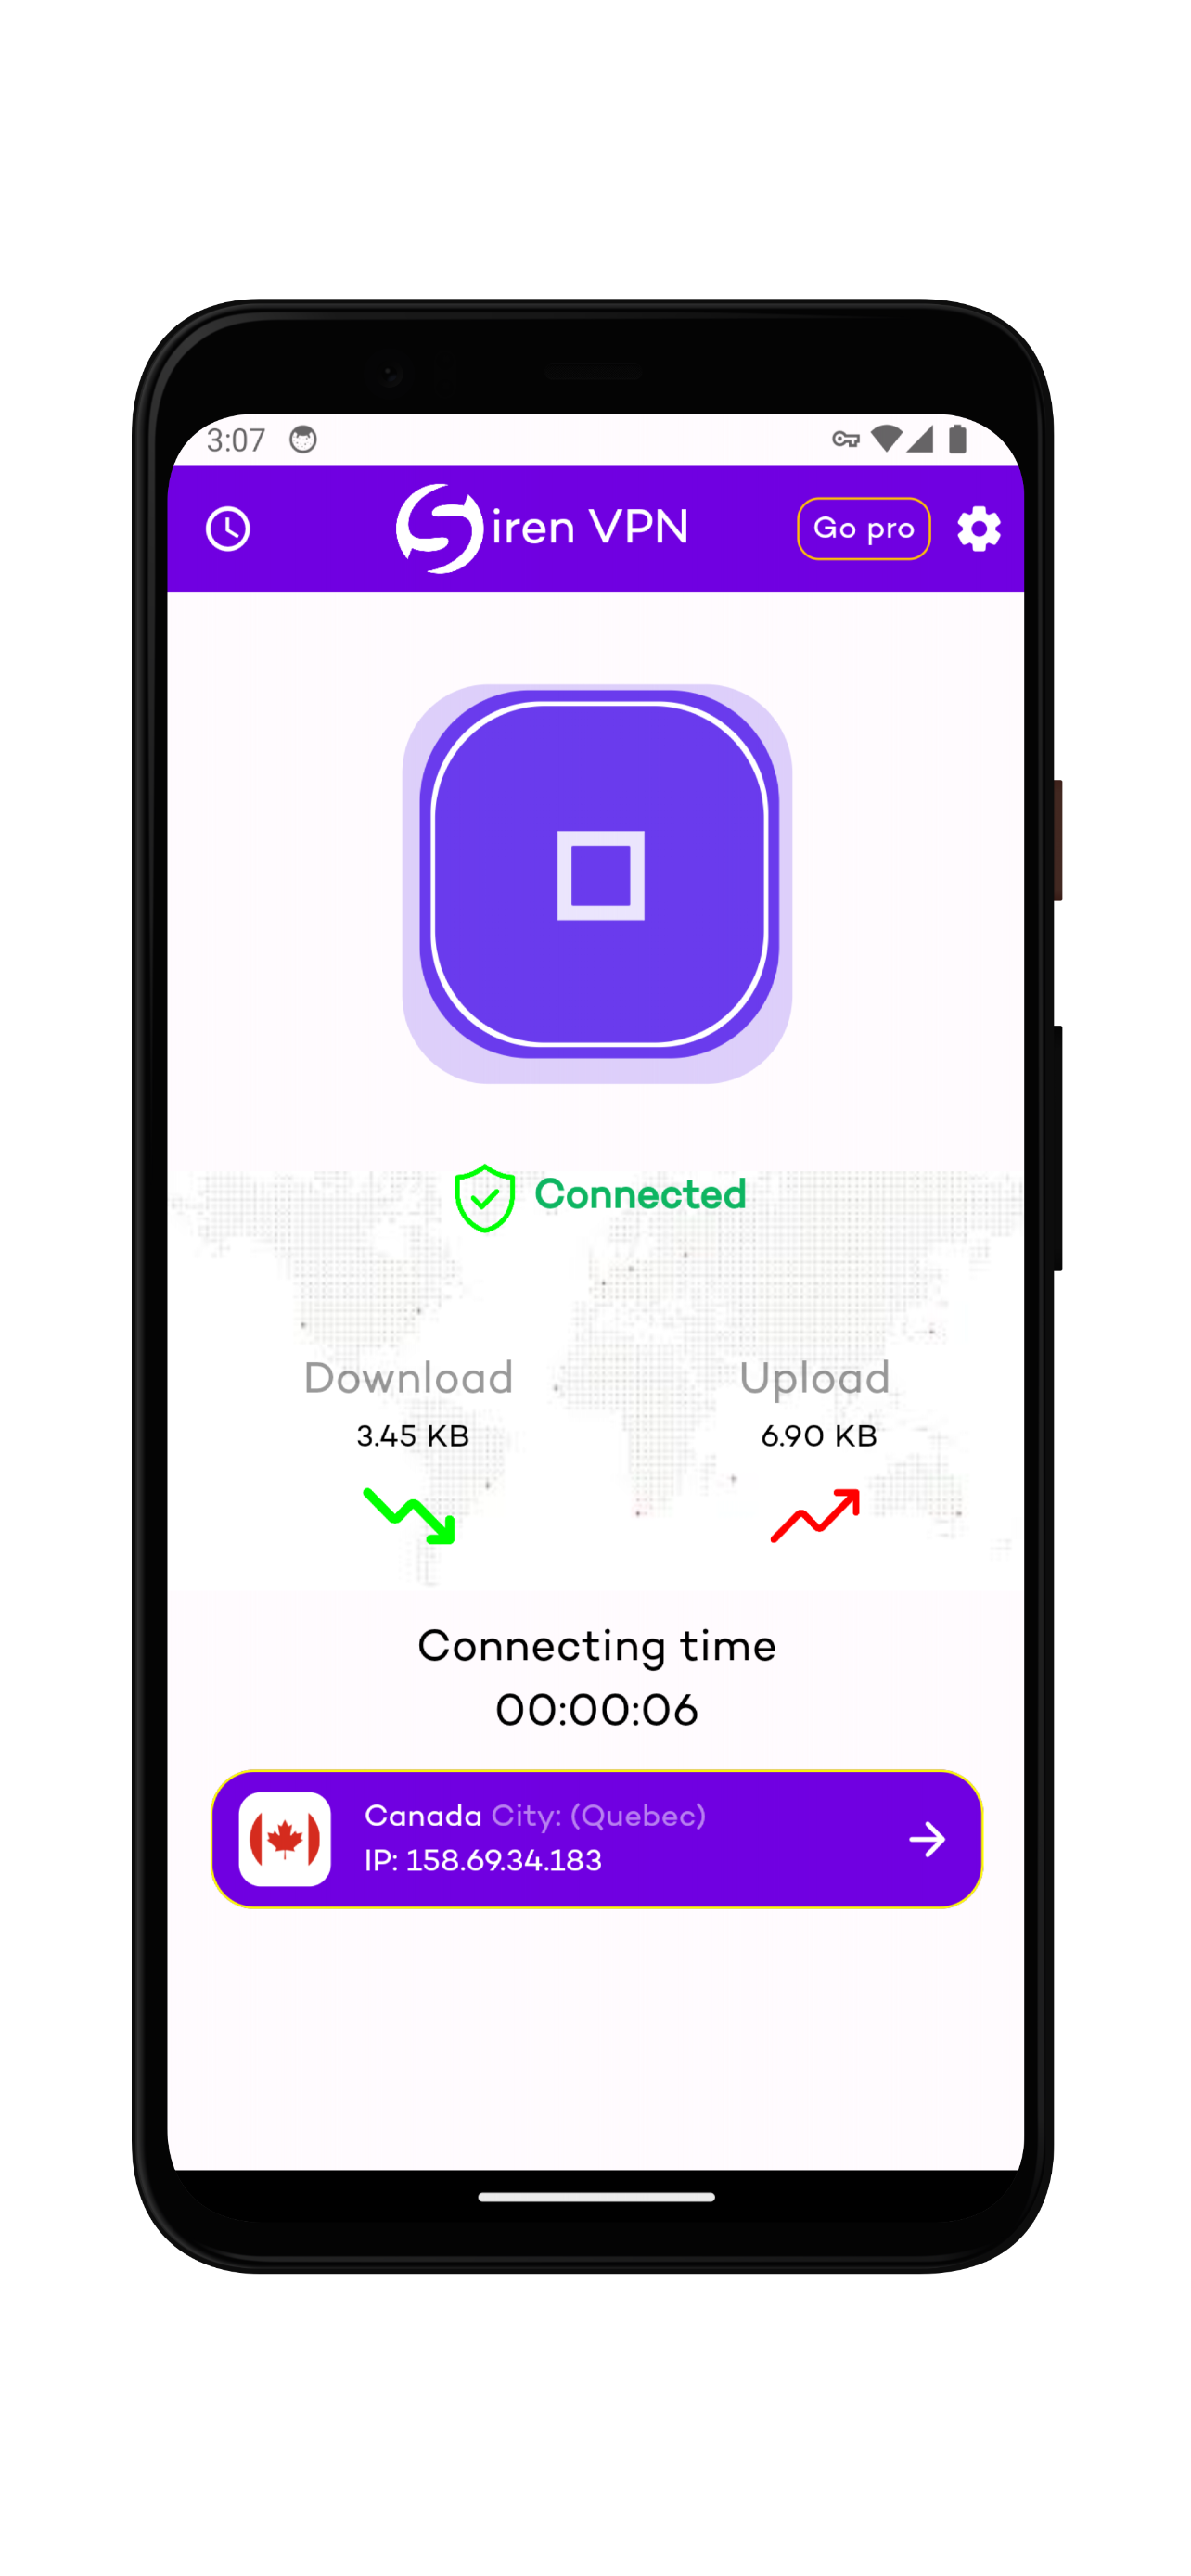 3:07
Siren VPN
Go pro
Connected
Download
Upload
3.45 KB
6.90 KB
Connecting time
00:00:06
Canada City: (Quebec)
IP: 158.69.34.183